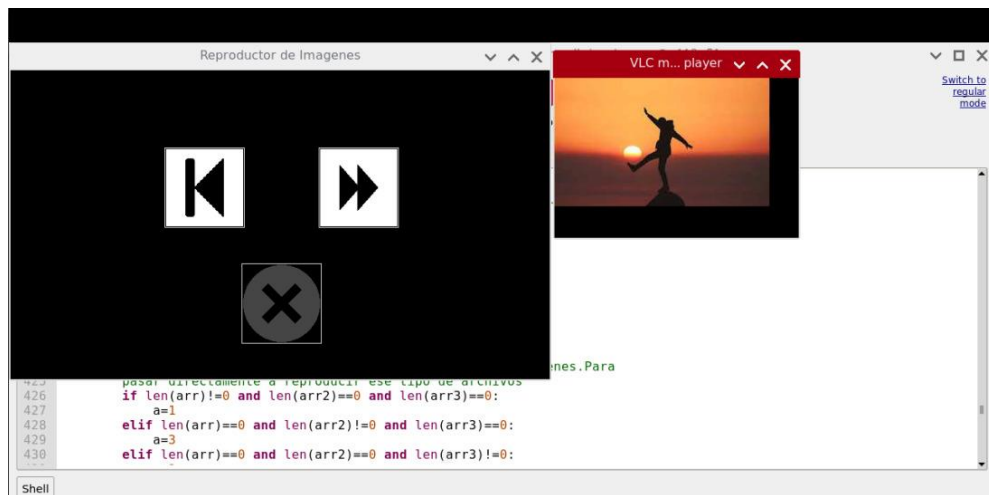 Reproductor de Imagenes
VLC m... player
Switch to
regular
mode
enes.Para
425 pasar directamente a reproducir ese tipo de archivos
426 if len(arr)!=0 and len(arr2)==0 and len(arr3)==0:
427 a=1
428 elif len(arr)==0 and len(arr2)!=0 and len(arr3)==0:
429 a=3
430 elif len(arr)==0 and len(arr2)==0 and len(arr3)!=0:
Shell